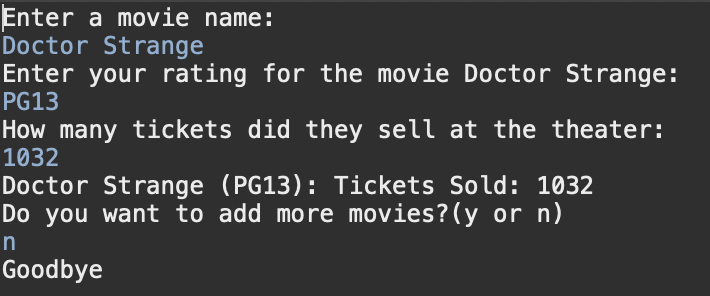 Enter a movie name:
Doctor Strange
Enter your rating for the movie Doctor Strange:
PG13
How many tickets did they sell at the theater:
1032
Doctor Strange (PG13): Tickets Sold: 1032
Do you want to add more movies?(y or n)
n
Goodbye